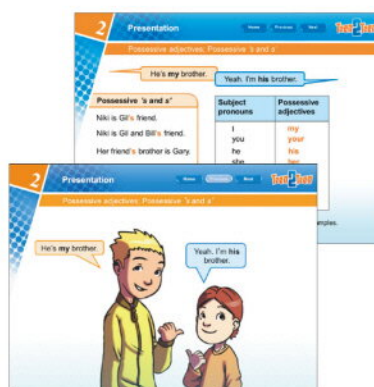 2 Presentation
Home Previous Next
Teen2Teen
Possessive adjectives; Possessive 's and s'
He's my brother.
Yeah. I'm his brother.
Possessive 's and s'
Niki is Gil's friend.
Niki is Gil and Bill's friend.
Her friend's brother is Gary.
Subject pronouns
Possessive adjectives
I my
you your
he his
she her
2 Presentation
Home Previous Next
Teen2Teen
Possessive adjectives; Possessive 's and s'
He's my brother.
Yeah. I'm his
brother.